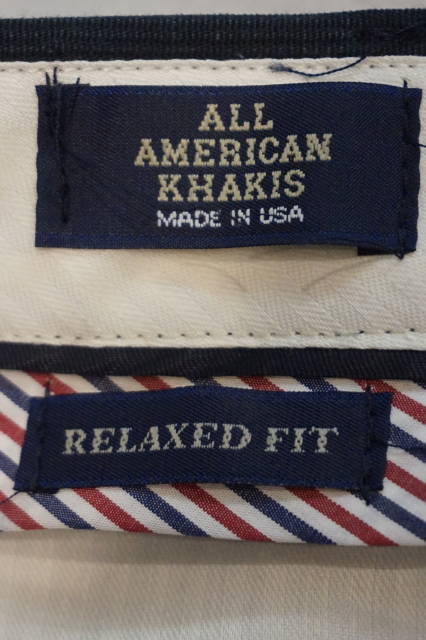 ALL
AMERICAN
KHAKIS
MADE IN USA
RELAXED FIT